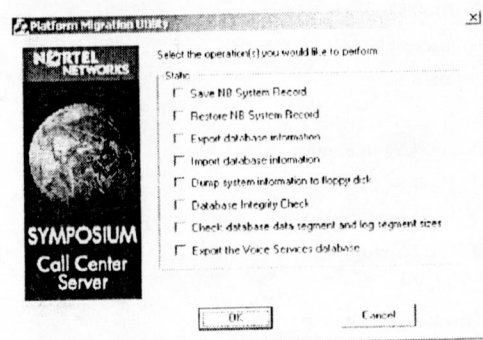 Platform Migration Utility
NORTEL
NETWORKS
SYMPOSIUM
Call Center
Server
Select the operation(s) you would like to perform
Static
Save NB System Record
Restore NB System Record
Export database information
Import database information
Dump system information to floppy disk
Database Integrity Check
Check database data segment and log segment sizes
Export the Voice Services database
OK
Cancel